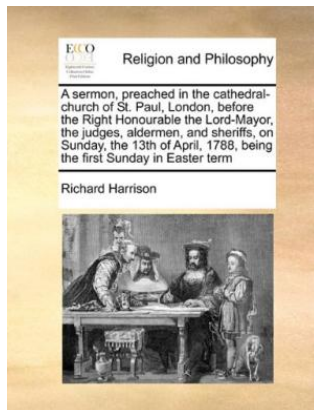 ECCO
Religion and Philosophy
A sermon, preached in the cathedral-
church of St. Paul, London, before
the Right Honourable the Lord-Mayor,
the judges, aldermen, and sheriffs, on
Sunday, the 13th of April, 1788, being
the first Sunday in Easter term
Richard Harrison